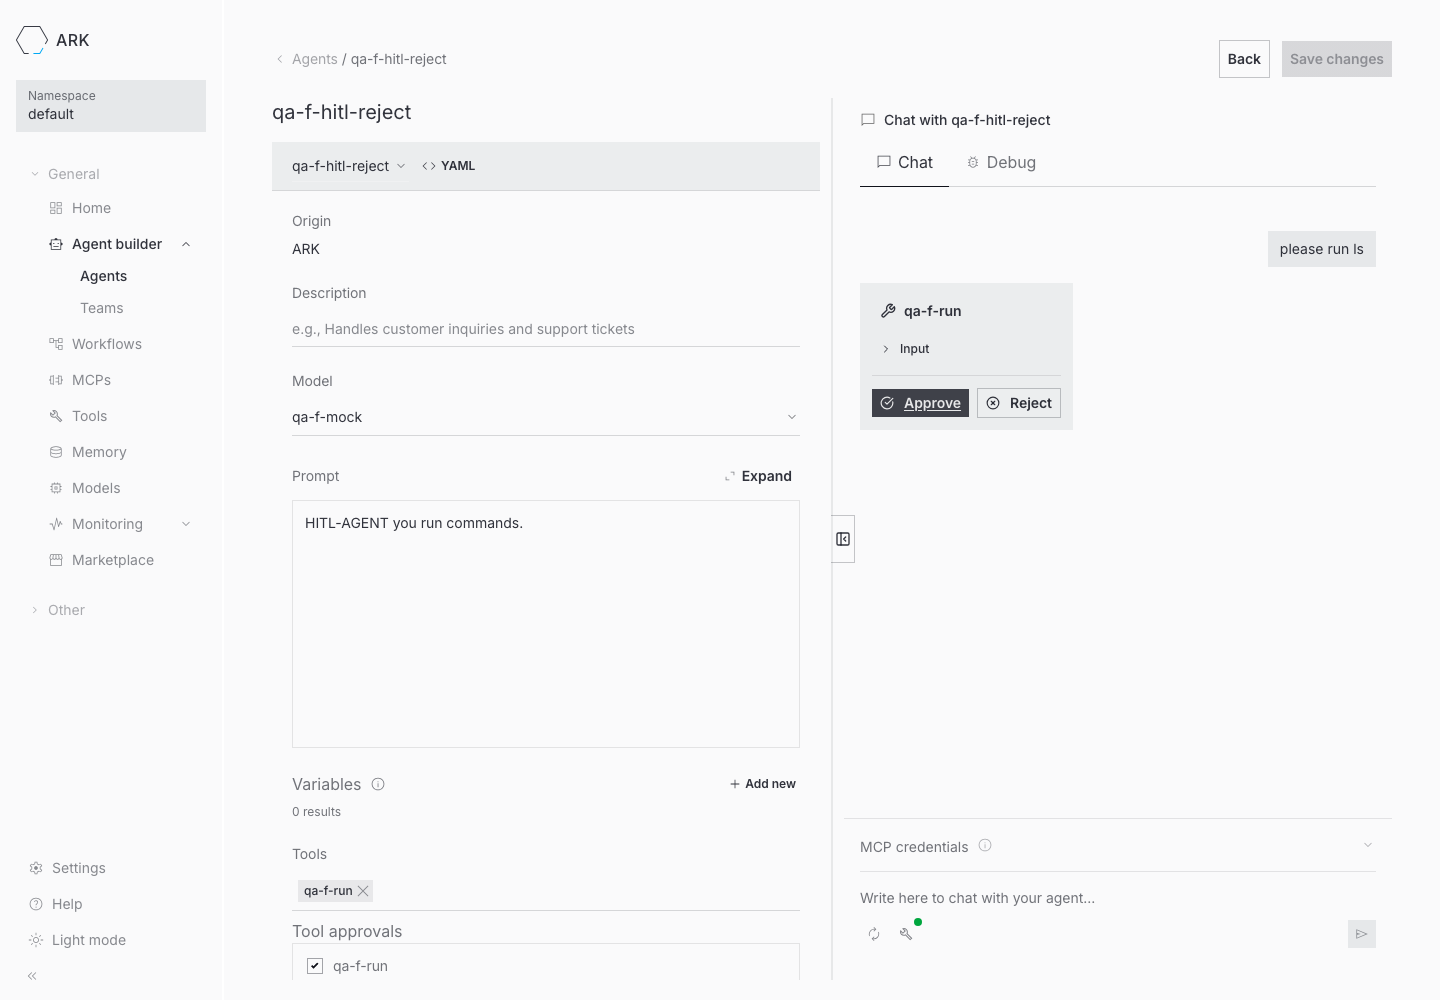 ARK
Namespace
default
General
Home
Agent builder
Agents
Teams
Workflows
MCPs
Tools
Memory
Models
Monitoring
Marketplace
Other
Settings
Help
Light mode
Agents / qa-f-hitl-reject
Back
Save changes
qa-f-hitl-reject
qa-f-hitl-reject
YAML
Origin
ARK
Description
e.g., Handles customer inquiries and support tickets
Model
qa-f-mock
Prompt
Expand
HITL-AGENT you run commands.
Variables
Add new
0 results
Tools
qa-f-run
Tool approvals
qa-f-run
Chat with qa-f-hitl-reject
Chat
Debug
please run ls
qa-f-run
Input
Approve
Reject
MCP credentials
Write here to chat with your agent...